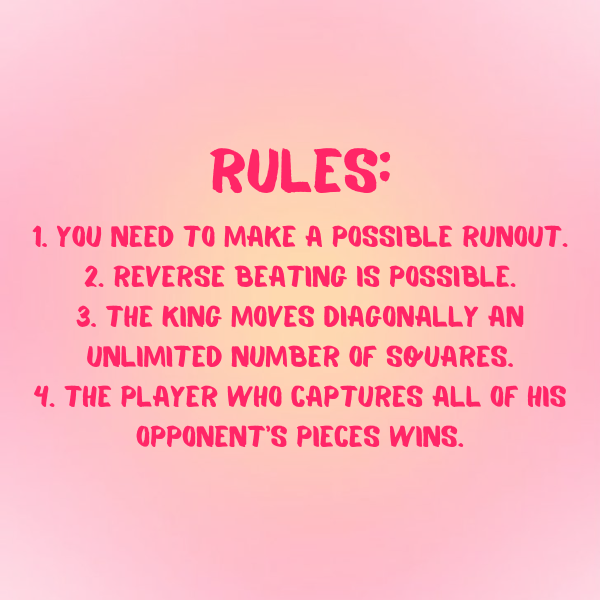 RULES:
1. YOU NEED TO MAKE A POSSIBLE RUNOUT.
2. REVERSE BEATING IS POSSIBLE.
3. THE KING MOVES DIAGONALLY AN
UNLIMITED NUMBER OF SQUARES.
4. THE PLAYER WHO CAPTURES ALL OF HIS
OPPONENT'S PIECES WINS.